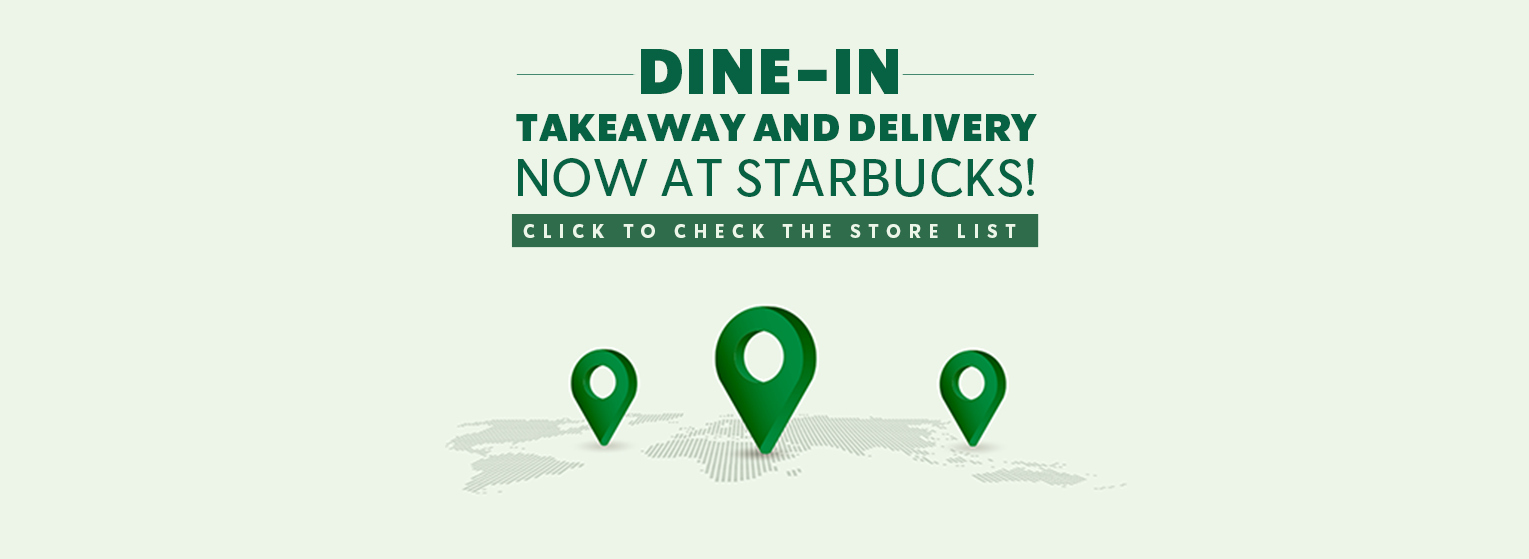 DINE-IN
TAKEAWAY AND DELIVERY
NOW AT STARBUCKS!
CLICK TO CHECK THE STORE LIST